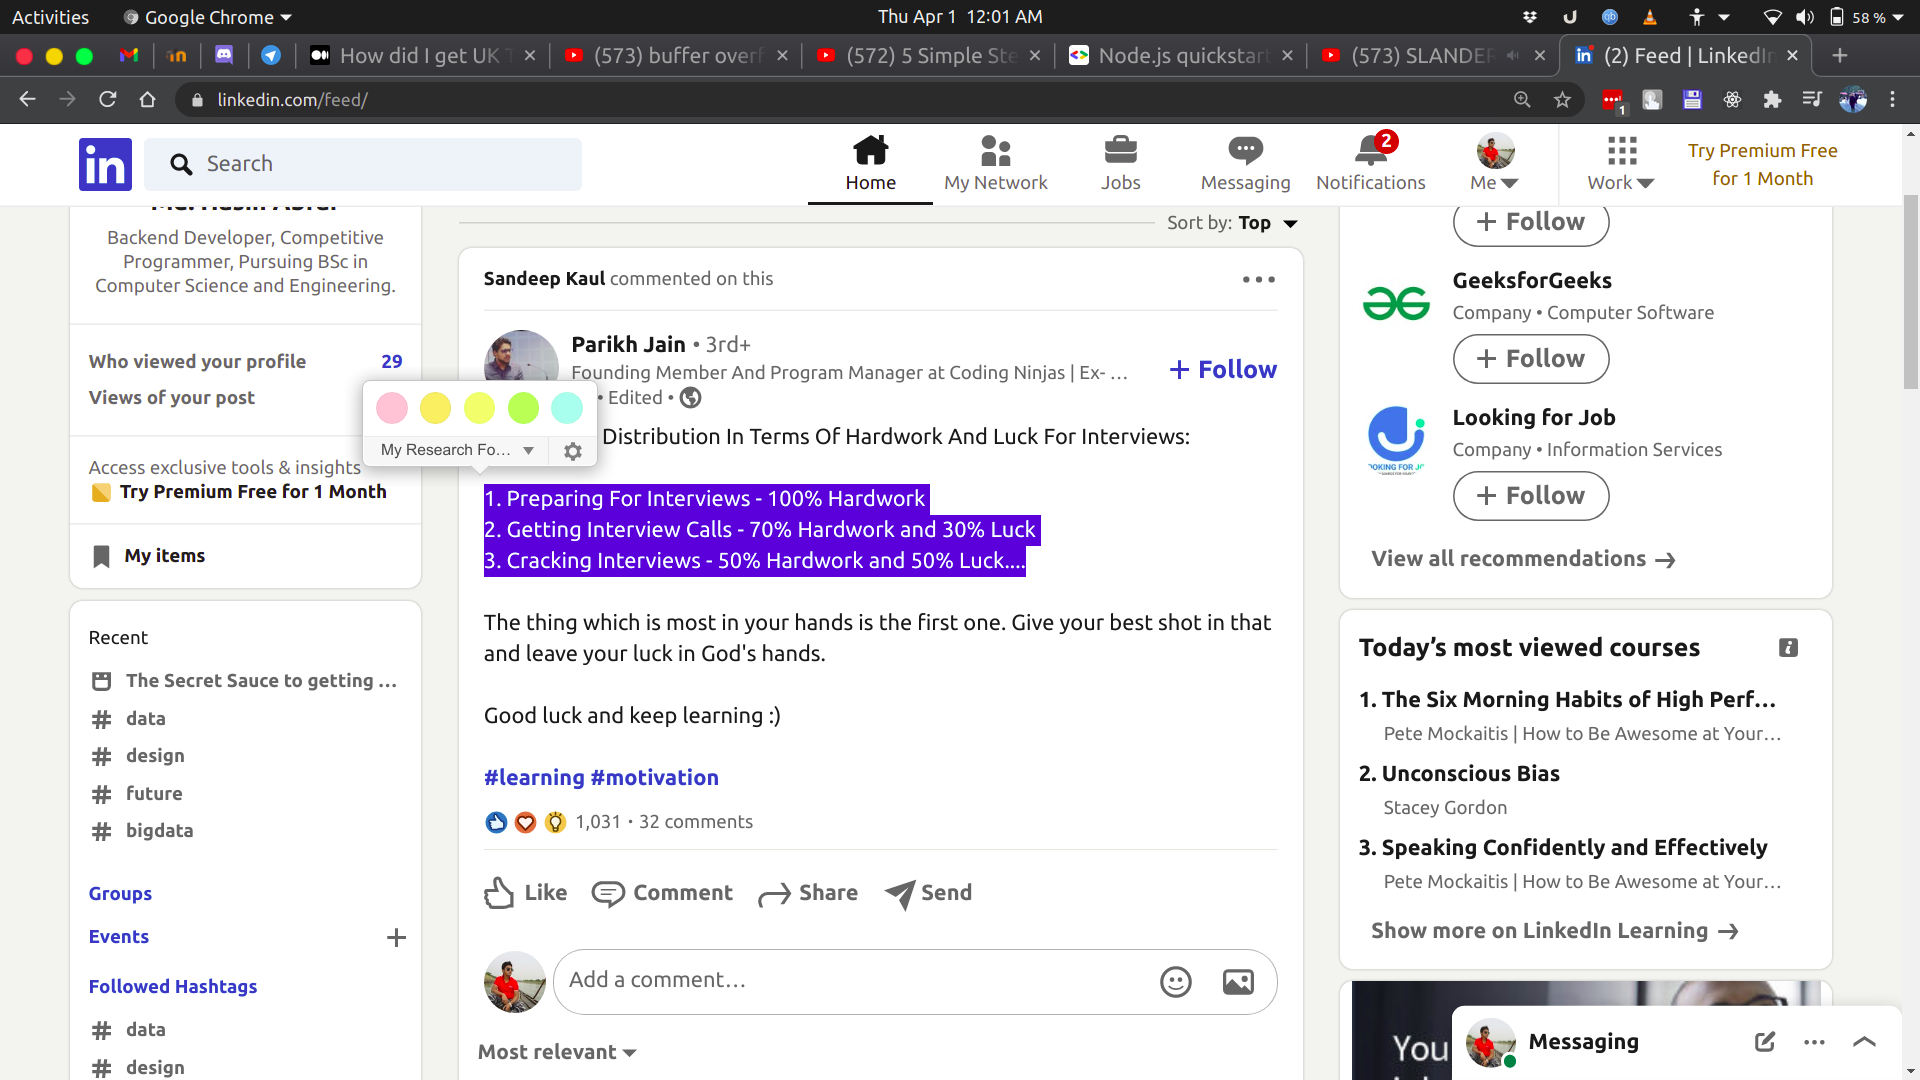 Activities
Google Chrome
Thu Apr 1 12:01 AM
58 %
How did I get UK T
(573) buffer overf
(572) 5 Simple Ste
Node.js quickstart
(573) SLANDER
(2) Feed | LinkedIn
linkedin.com/feed/
1
in
Search
Home
My Network
Jobs
Messaging
2
Notifications
Me
Work
Try Premium Free
for 1 Month
Backend Developer, Competitive
Programmer, Pursuing BSc in
Computer Science and Engineering.
Who viewed your profile
29
Views of your post
Access exclusive tools & insights
Try Premium Free for 1 Month
My items
Recent
The Secret Sauce to getting ...
# data
# design
# future
# bigdata
Groups
Events
Followed Hashtags
# data
# design
Sort by: Top
Sandeep Kaul commented on this
Parikh Jain • 3rd+
Founding Member And Program Manager at Coding Ninjas | Ex- ...
• Edited •
+ Follow
My Research Fo...
Distribution In Terms Of Hardwork And Luck For Interviews:
1. Preparing For Interviews - 100% Hardwork
2. Getting Interview Calls - 70% Hardwork and 30% Luck
3. Cracking Interviews - 50% Hardwork and 50% Luck....
The thing which is most in your hands is the first one. Give your best shot in that
and leave your luck in God's hands.
Good luck and keep learning :)
#learning #motivation
1,031 • 32 comments
Like
Comment
Share
Send
Add a comment…
Most relevant
+ Follow
GeeksforGeeks
Company • Computer Software
+ Follow
Looking for Job
Company • Information Services
+ Follow
View all recommendations →
Today’s most viewed courses
1. The Six Morning Habits of High Perf...
Pete Mockaitis | How to Be Awesome at Your...
2. Unconscious Bias
Stacey Gordon
3. Speaking Confidently and Effectively
Pete Mockaitis | How to Be Awesome at Your...
Show more on LinkedIn Learning →
You
Messaging